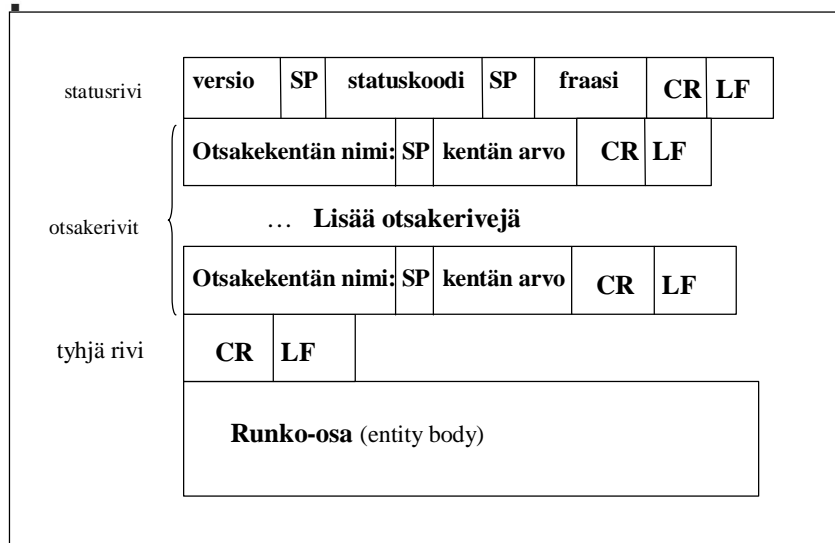 statusrivi versio SP statuskoodi SP fraasi CR LF
Otsakekentän nimi: SP kentän arvo CR LF
otsakerivit … Lisää otsakerivejä
Otsakekentän nimi: SP kentän arvo CR LF
tyhjä rivi CR LF
Runko-osa (entity body)